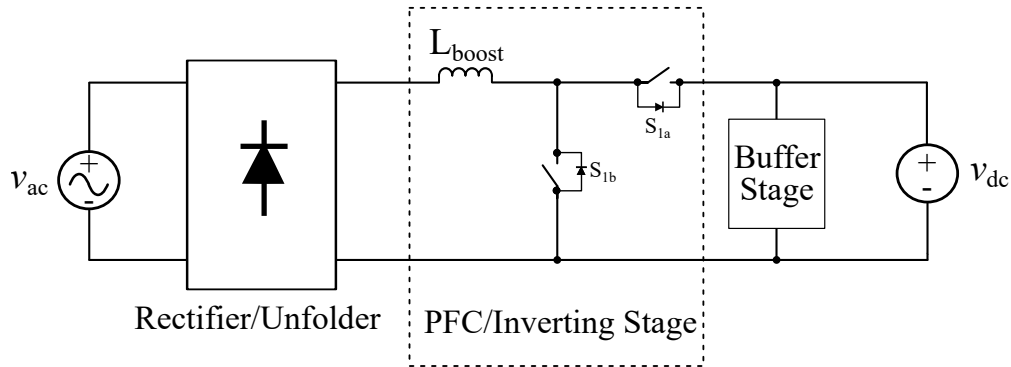 L_boost
S_1a
+
v_ac
-
S_1b
Buffer
Stage
+
-
v_dc
Rectifier/Unfolder
PFC/Inverting Stage